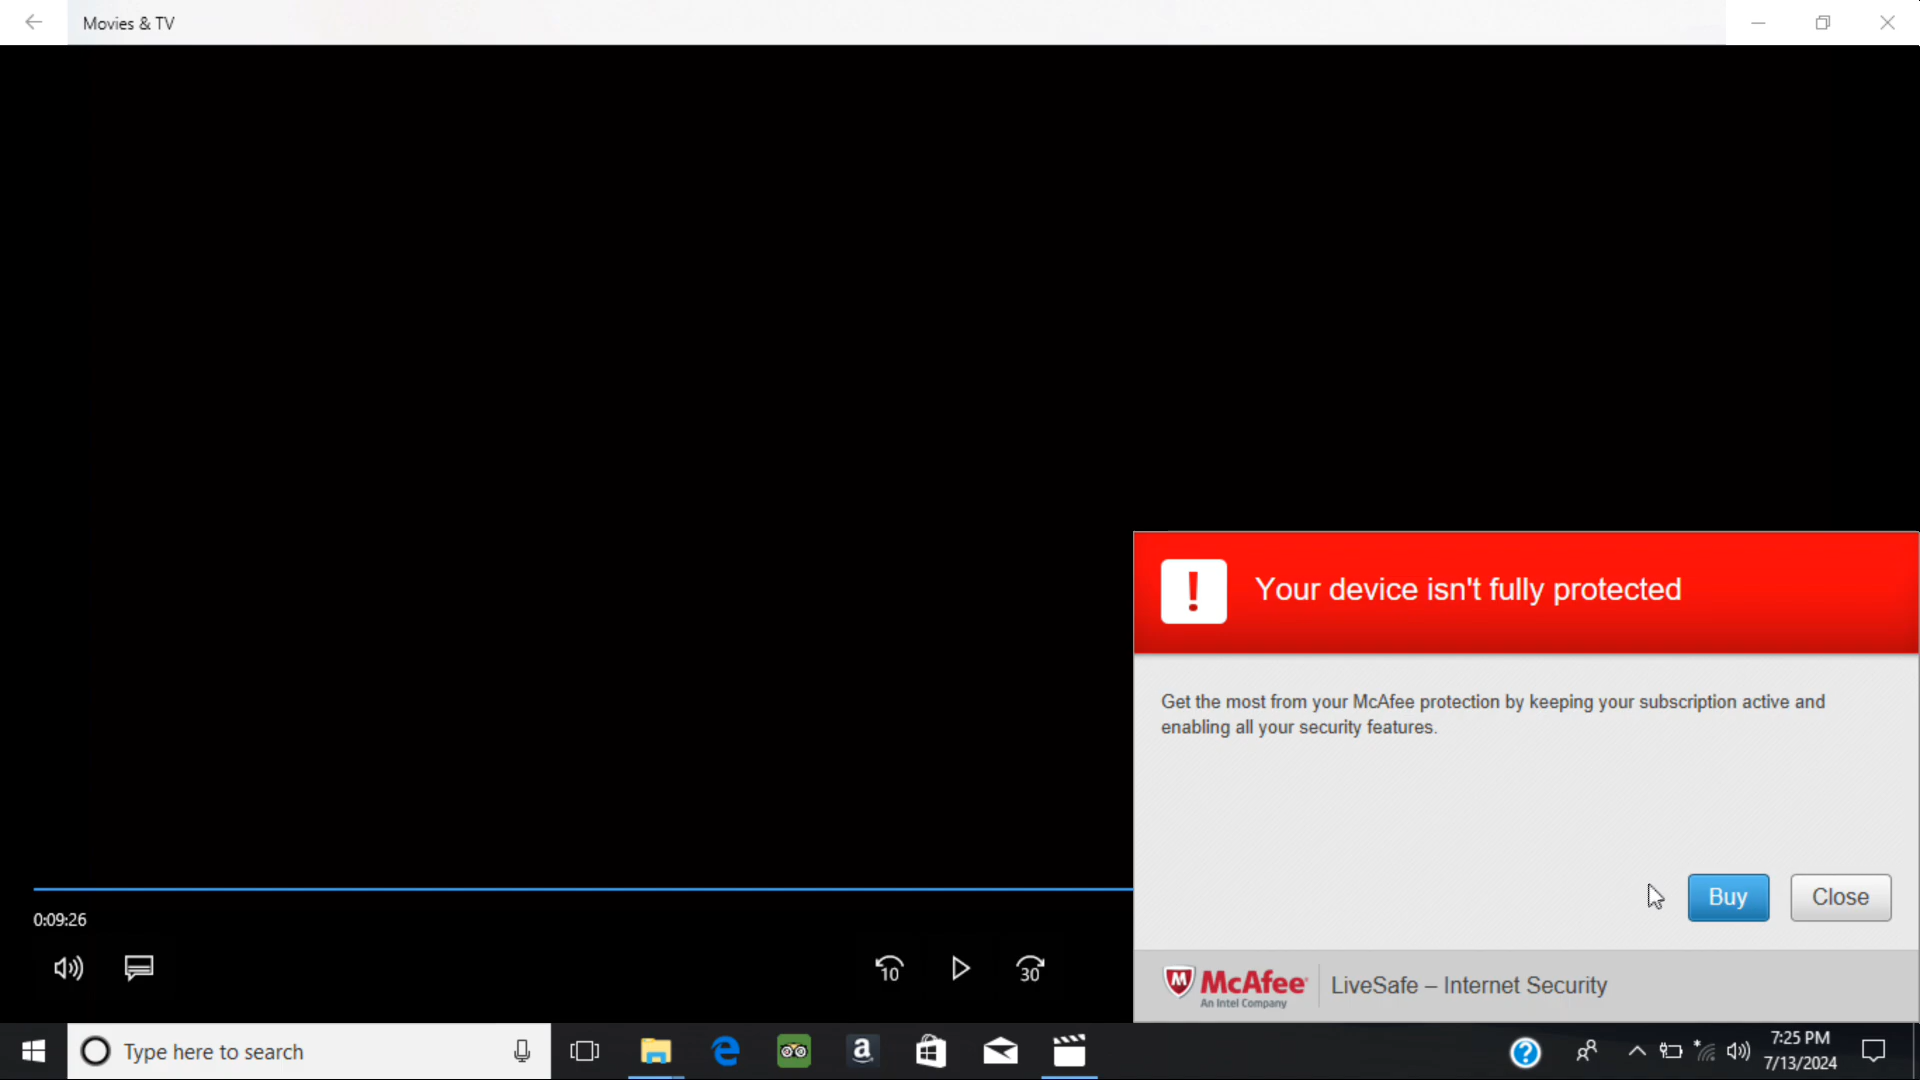 Movies & TV
Your device isn't fully protected
Get the most from your McAfee protection by keeping your subscription active and
enabling all your security features.
0:09:26
Buy
Close
10
30
McAfee
An Intel Company
LiveSafe – Internet Security
Type here to search
7:25 PM
7/13/2024